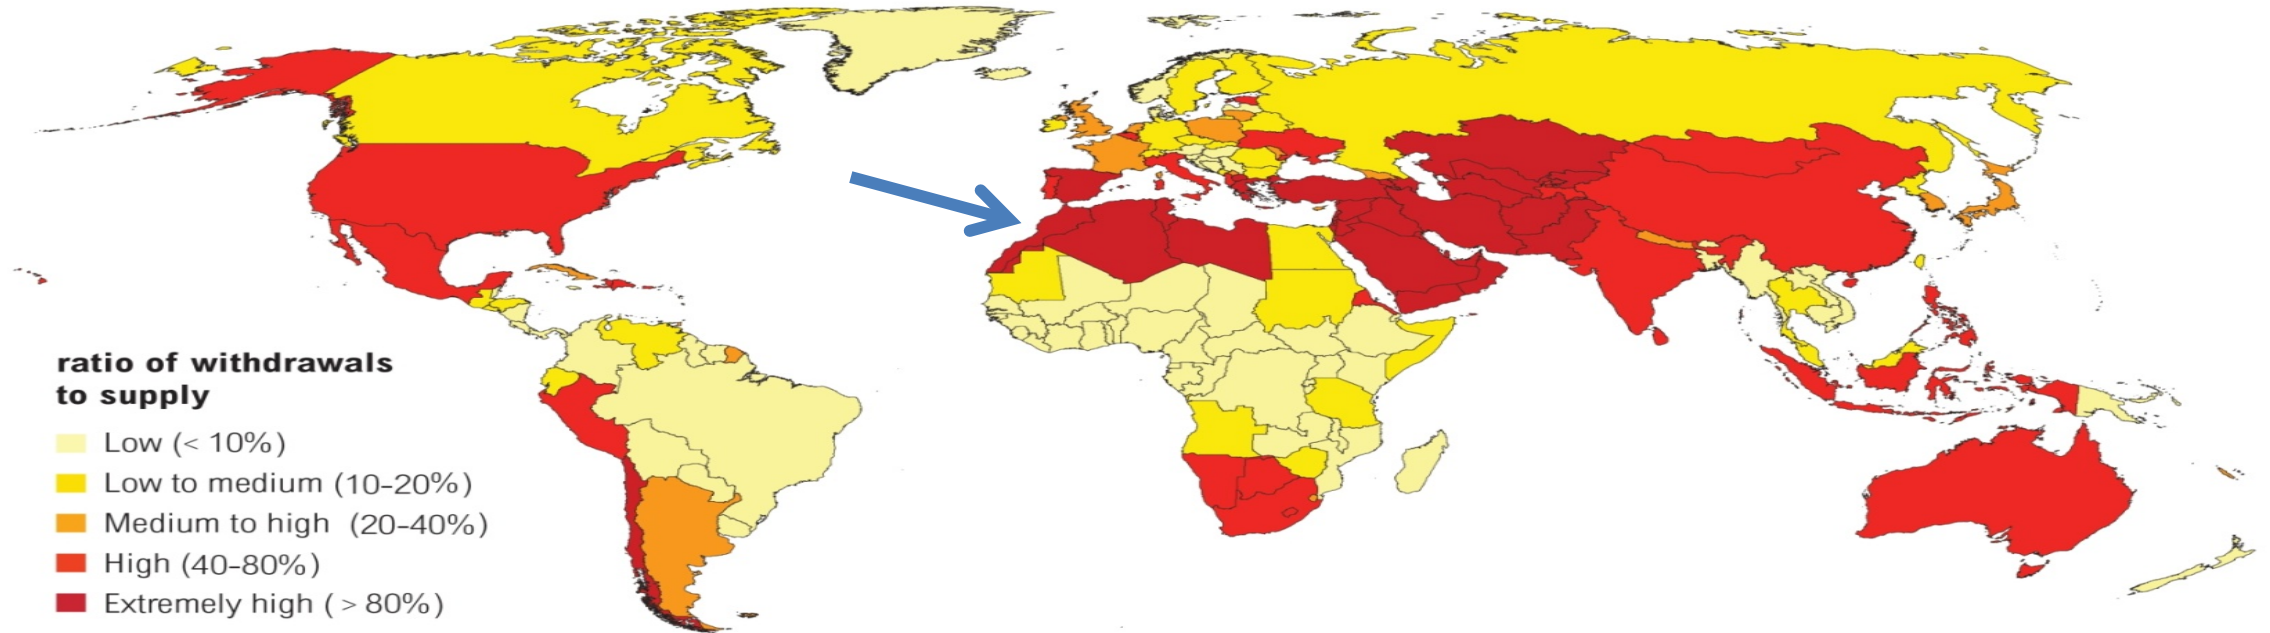 ratio of withdrawals
to supply
Low (< 10%)
Low to medium (10-20%)
Medium to high (20-40%)
High (40-80%)
Extremely high ( > 80%)